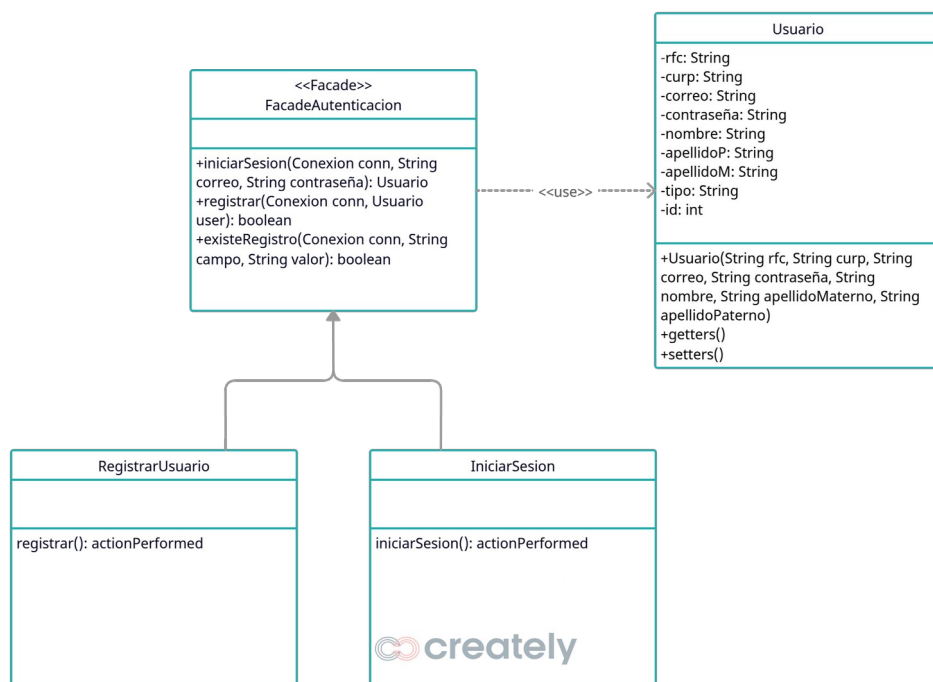 <<Facade>>
FacadeAutenticacion
+iniciarSesion(Conexion conn, String
correo, String contraseña): Usuario
+registrar(Conexion conn, Usuario
user): boolean
+existeRegistro(Conexion conn, String
campo, String valor): boolean
<<use>>
Usuario
-rfc: String
-curp: String
-correo: String
-contraseña: String
-nombre: String
-apellidoP: String
-apellidoM: String
-tipo: String
-id: int
+Usuario(String rfc, String curp, String
correo, String contraseña, String
nombre, String apellidoMaterno, String
apellidoPaterno)
+getters()
+setters()
RegistrarUsuario
registrar(): actionPerformed
IniciarSesion
iniciarSesion(): actionPerformed
creately